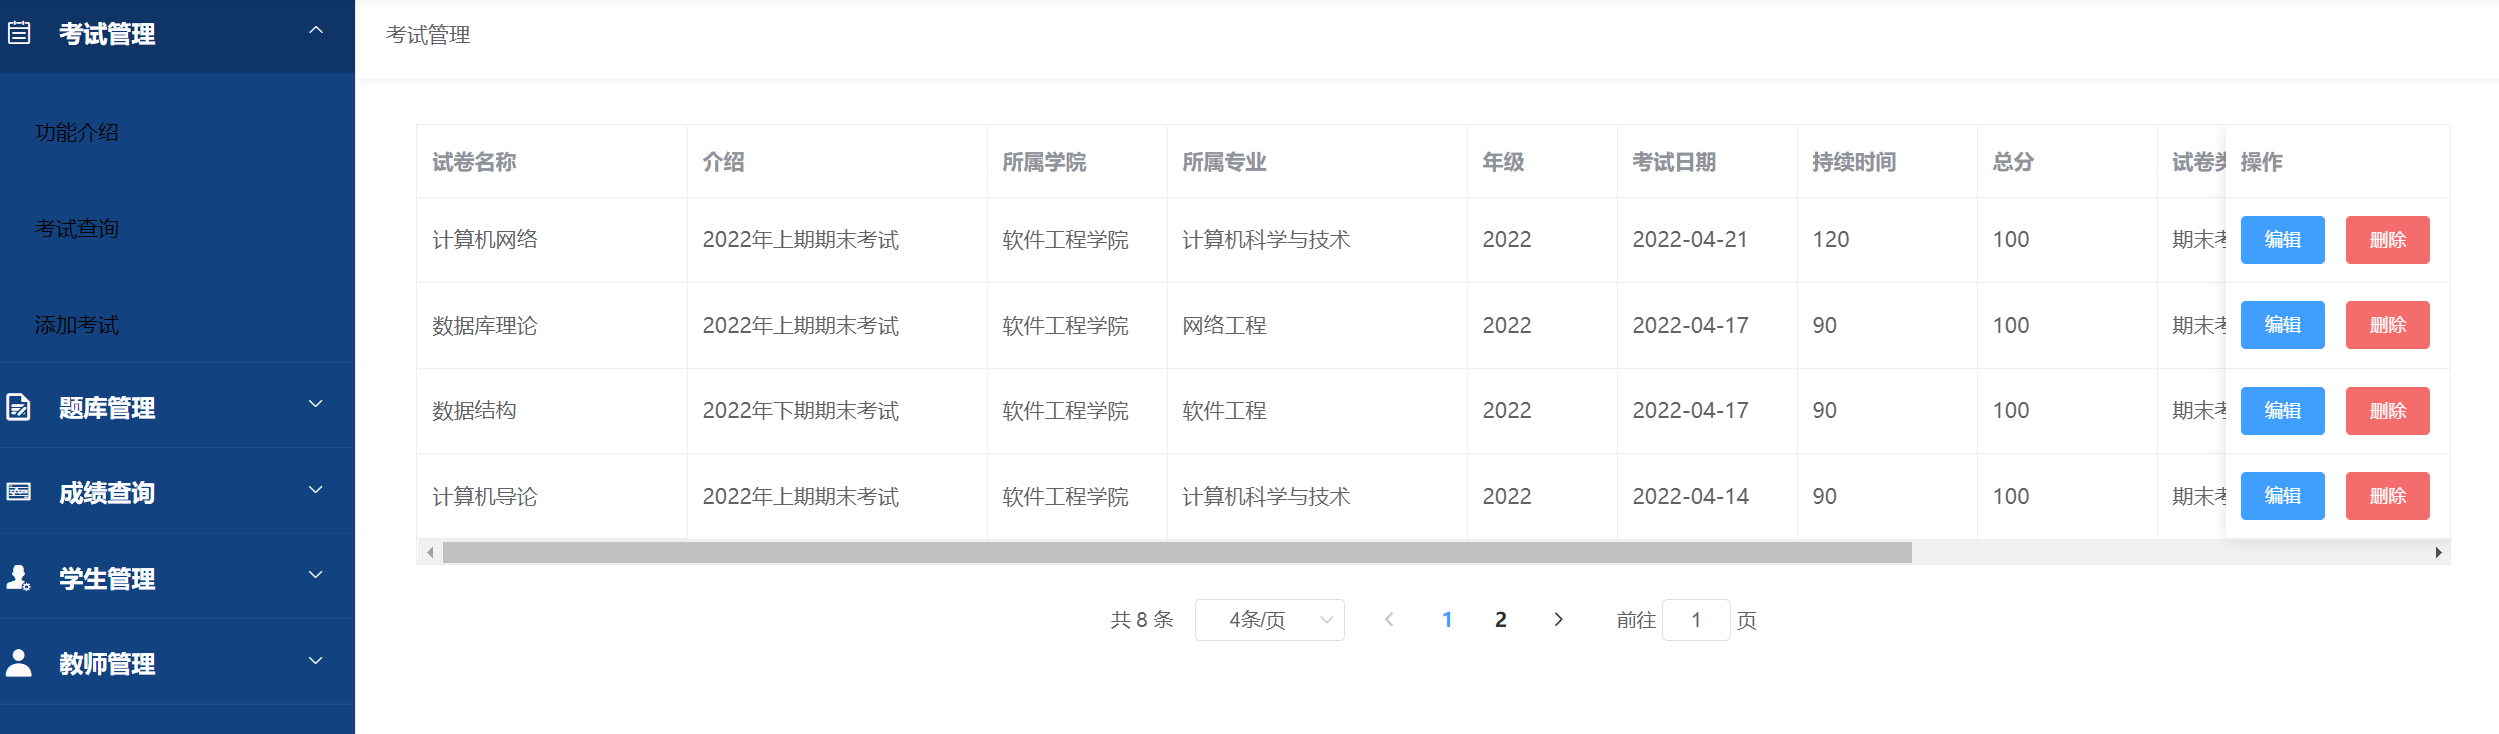 考试管理
功能介绍
考试查询
添加考试
题库管理
成绩查询
学生管理
教师管理
考试管理
试卷名称 介绍 所属学院 所属专业 年级 考试日期 持续时间 总分 试卷 操作
计算机网络 2022年上期期末考试 软件工程学院 计算机科学与技术 2022 2022-04-21 120 100 期末 编辑 删除
数据库理论 2022年上期期末考试 软件工程学院 网络工程 2022 2022-04-17 90 100 期末 编辑 删除
数据结构 2022年下期期末考试 软件工程学院 软件工程 2022 2022-04-17 90 100 期末 编辑 删除
计算机导论 2022年上期期末考试 软件工程学院 计算机科学与技术 2022 2022-04-14 90 100 期末 编辑 删除
共 8 条 4条/页 1 2 前往 1 页